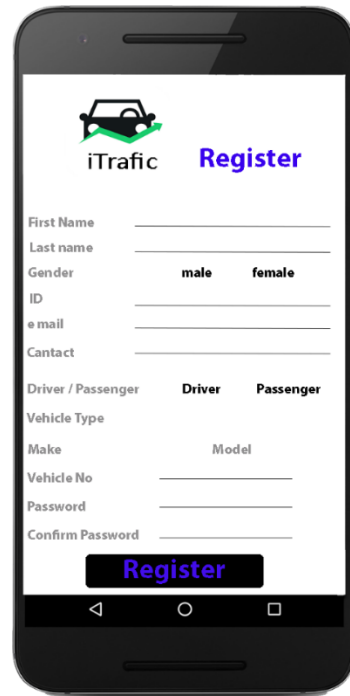 iTrafic
Register
First Name
Last name
Gender male female
ID
e mail
Cantact
Driver / Passenger Driver Passenger
Vehicle Type
Make Model
Vehicle No
Password
Confirm Password
Register